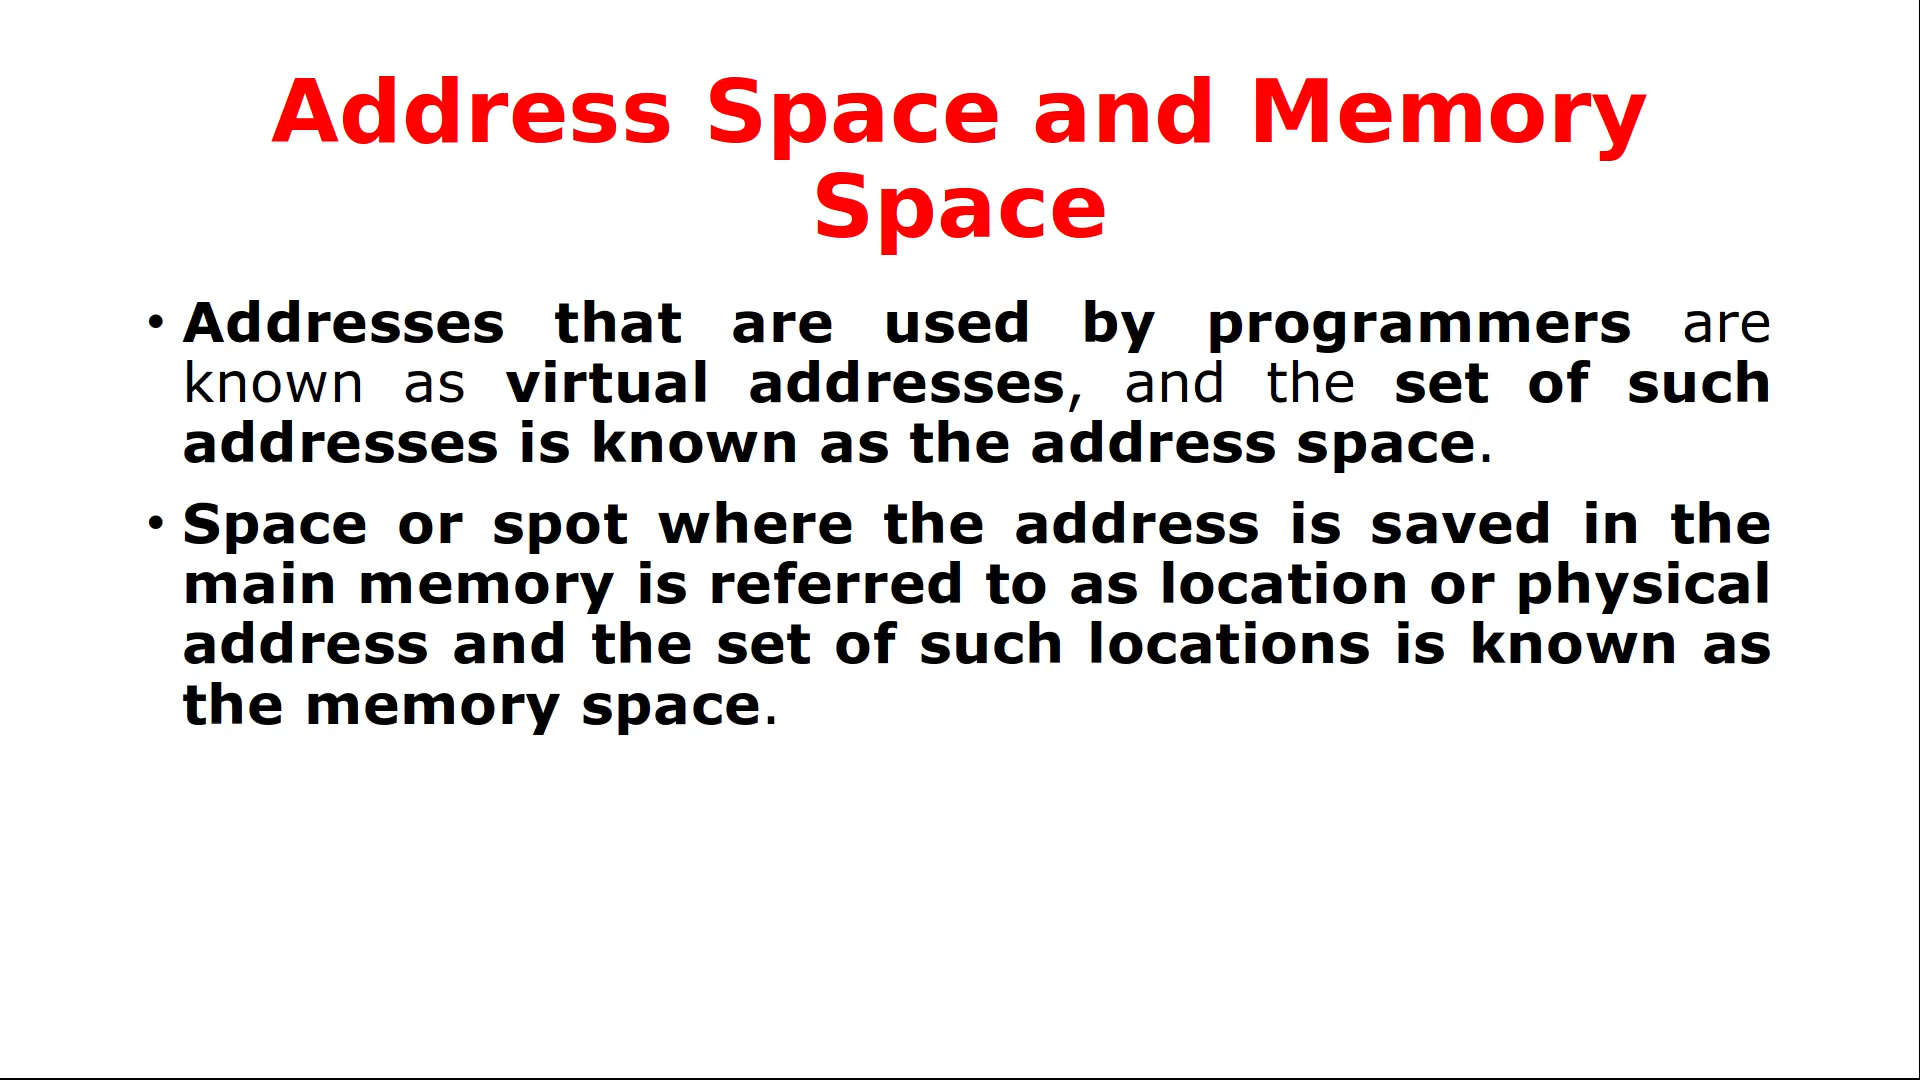 Address Space and Memory
Space
• Addresses that are used by programmers are
known as virtual addresses, and the set of such
addresses is known as the address space.
• Space or spot where the address is saved in the
main memory is referred to as location or physical
address and the set of such locations is known as
the memory space.